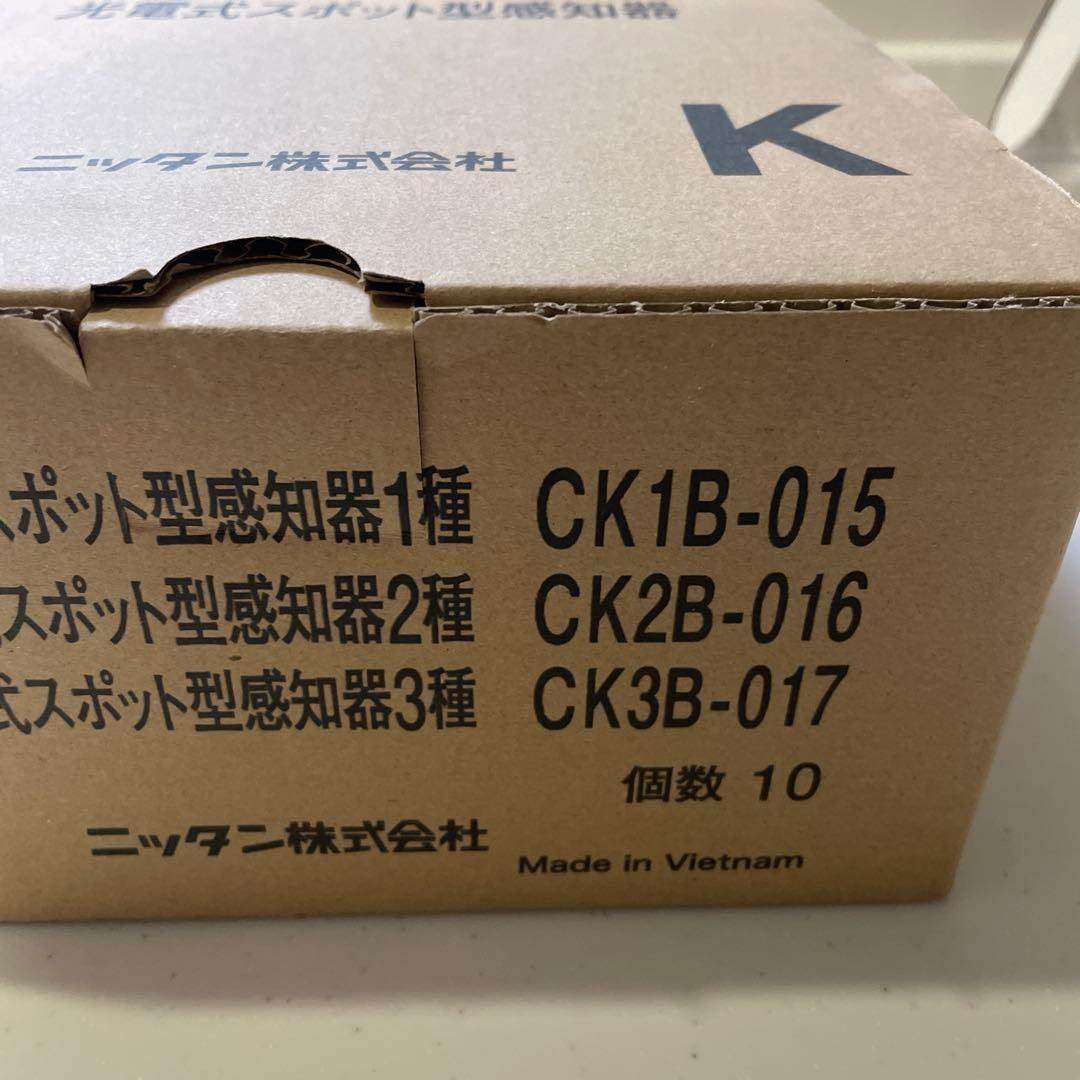 光電式スポット型感知器
K
ニッタン株式会社
スポット型感知器1種 CK1B-015
スポット型感知器2種 CK2B-016
式スポット型感知器3種 CK3B-017
個数 10
ニッタン株式会社
Made in Vietnam